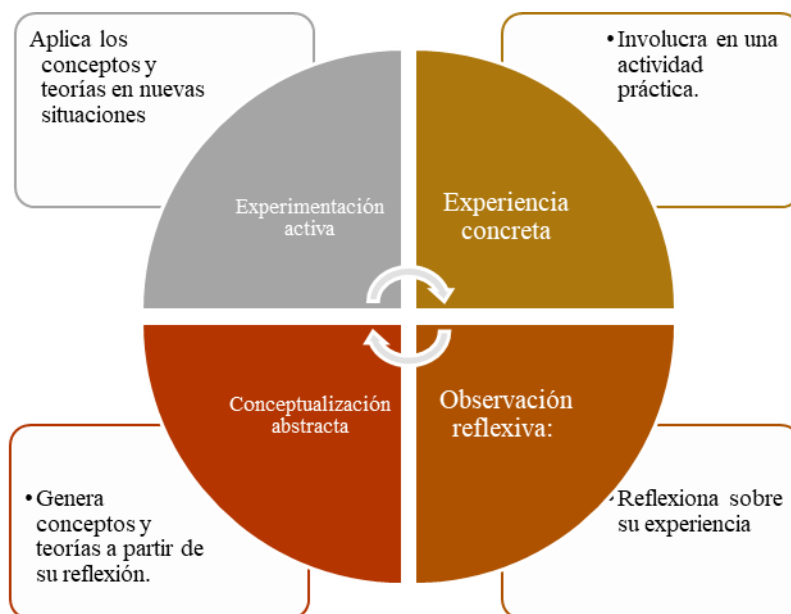 Aplica los
conceptos y
teorías en nuevas
situaciones
• Involucra en una
actividad
práctica.
Experimentación
activa
Experiencia
concreta
Conceptualización
abstracta
Observación
reflexiva:
• Genera
conceptos y
teorías a partir de
su reflexión.
• Reflexiona sobre
su experiencia